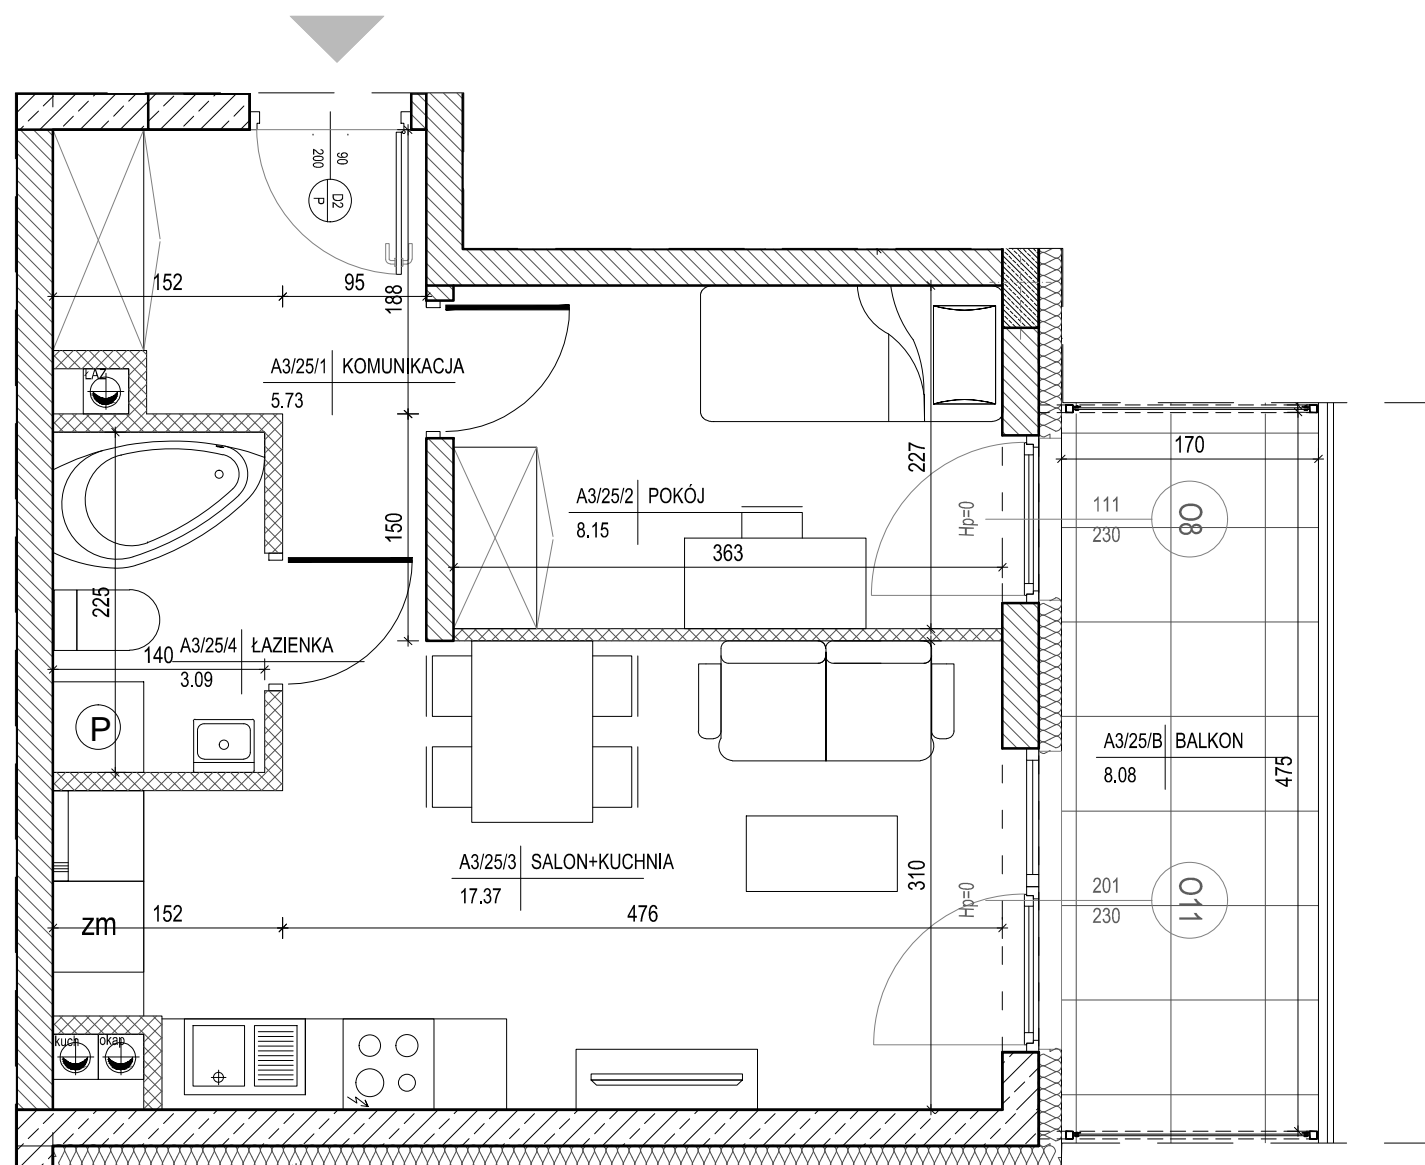 90
200
D2
P
152
95
188
A3/25/1 KOMUNIKACJA
5.73
ŁAZ
A3/25/2 POKÓJ
8.15
227
363
Hp=0
170
111
230
O8
150
225
A3/25/4 ŁAZIENKA
3.09
140
P
A3/25/B BALKON
8.08
475
A3/25/3 SALON+KUCHNIA
17.37
310
Hp=0
201
230
O11
zm
152
476
kuch
okap